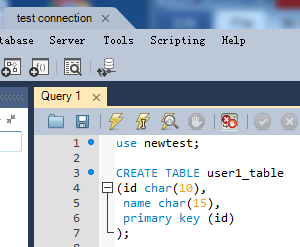 test connection ×
tabase Server Tools Scripting Help
Query 1 ×
1 use newtest;
2
3 CREATE TABLE user1_table
4 (id char(10),
5 name char(15),
6 primary key (id)
7 );